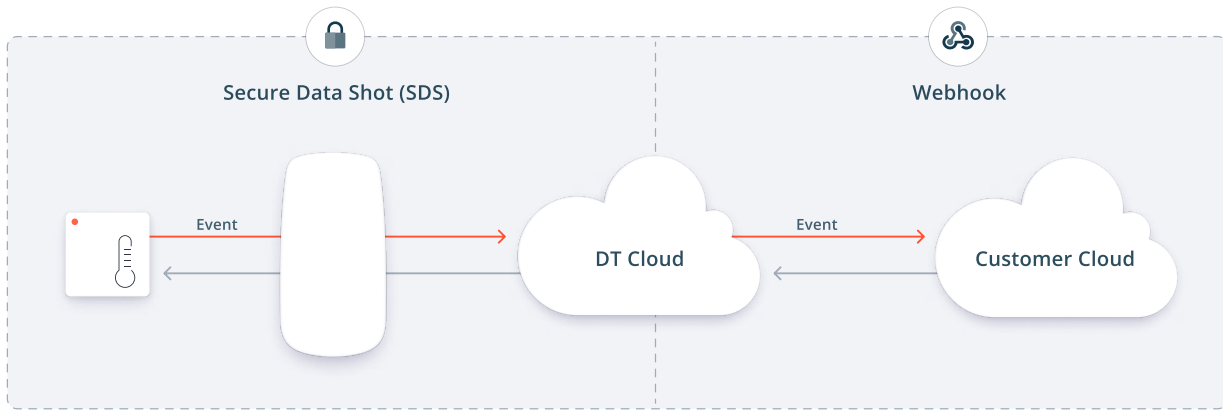 Secure Data Shot (SDS)
Webhook
Event
Event
DT Cloud
Customer Cloud